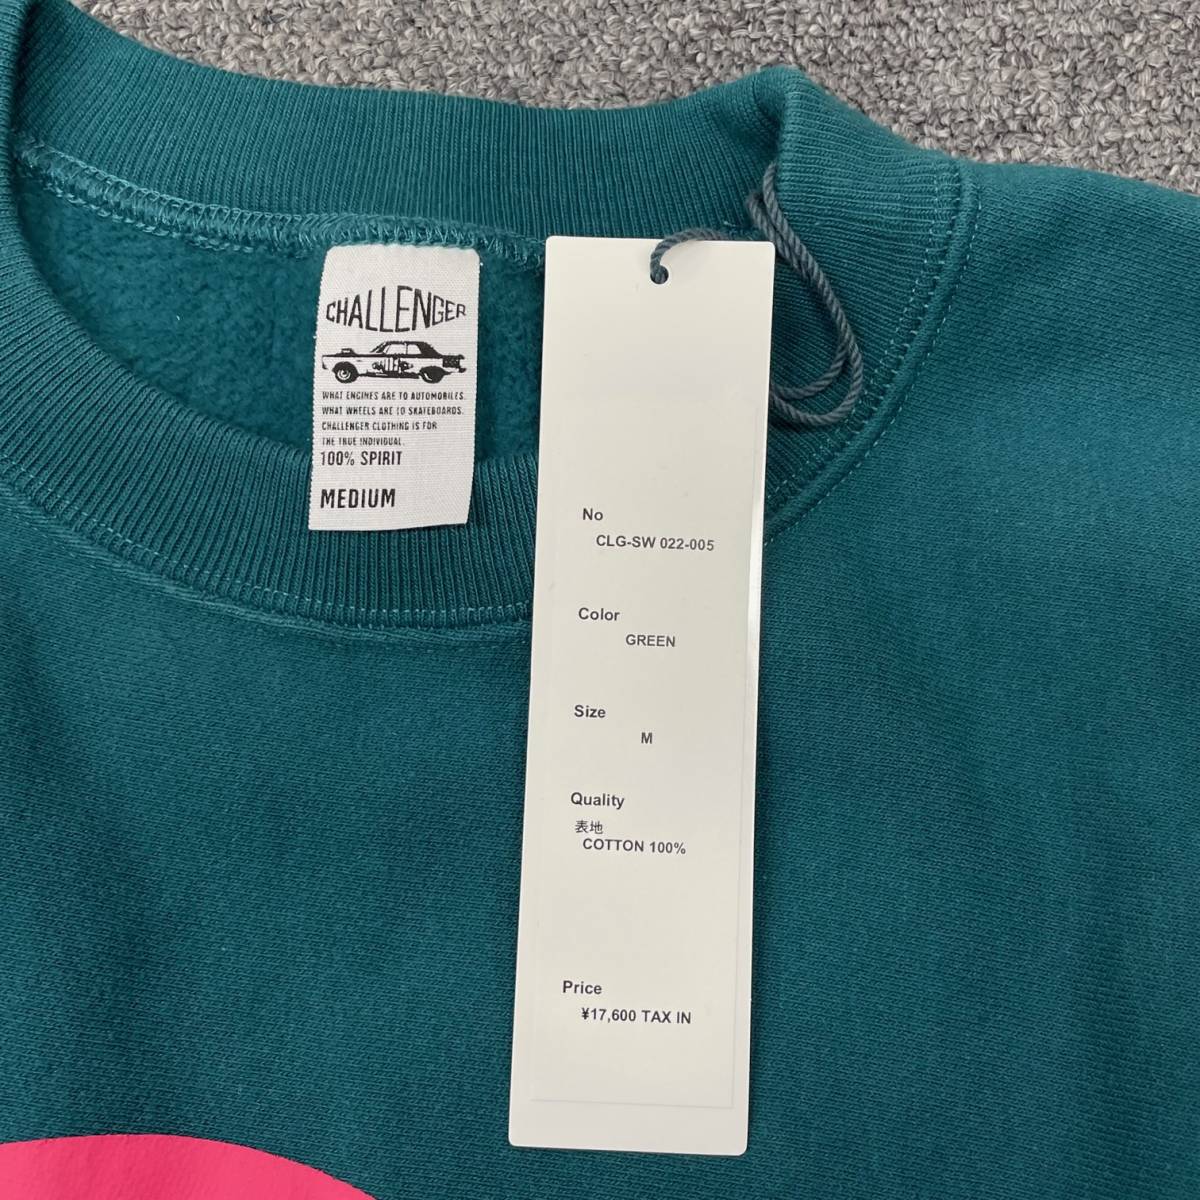 CHALLENGER
WHAT ENGINES ARE TO AUTOMOBILES.
WHAT WHEELS ARE TO SKATEBOARDS.
CHALLENGER CLOTHING IS FOR
THE TRUE INDIVIDUAL.
100% SPIRIT
MEDIUM
No
CLG-SW 022-005
Color
GREEN
Size
M
Quality
表地
COTTON 100%
Price
¥17,600 TAX IN